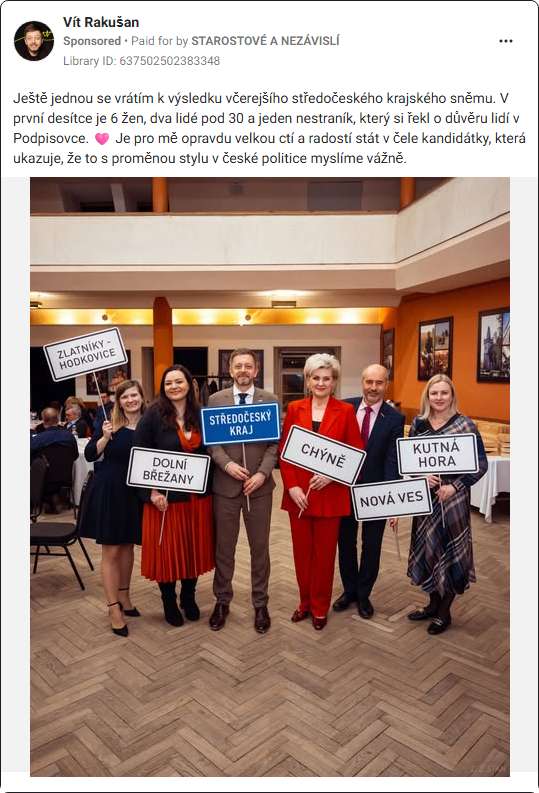 Vít Rakušan
Sponsored • Paid for by STAROSTOVÉ A NEZÁVISLÍ
Library ID: 637502502383348
Ještě jednou se vrátím k výsledku včerejšího středočeského krajského sněmu. V
první desítce je 6 žen, dva lidé pod 30 a jeden nestraník, který si řekl o důvěru lidí v
Podpisovce. 💗 Je pro mě opravdu velkou ctí a radostí stát v čele kandidátky, která
ukazuje, že to s proměnou stylu v české politice myslíme vážně.
ZLATNÍKY -
HODKOVICE
DOLNÍ
BŘEŽANY
STŘEDOČESKÝ
KRAJ
CHÝNĚ
NOVÁ VES
KUTNÁ
HORA